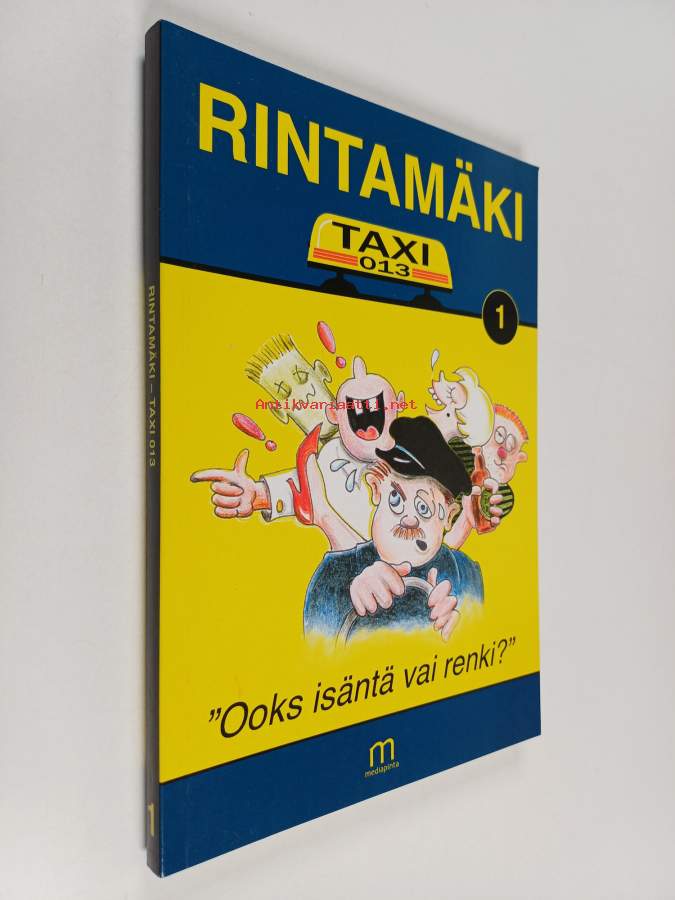 RINTAMÄKI
TAXI
013
1
Antikvariaatti.net
"Ooks isäntä vai renki?"
m
mediapinta
RINTAMÄKI – TAXI 013
1